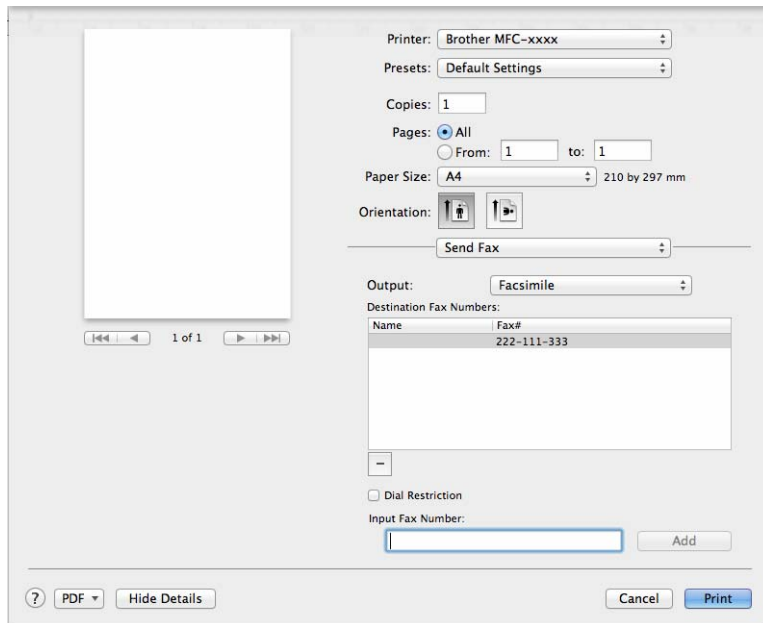 Printer: Brother MFC-xxxx
Presets: Default Settings
Copies: 1
Pages: All
From: 1 to: 1
Paper Size: A4 210 by 297 mm
Orientation:
Send Fax
Output: Facsimile
Destination Fax Numbers:
Name Fax#
222-111-333
1 of 1
Dial Restriction
Input Fax Number:
Add
? PDF Hide Details Cancel Print